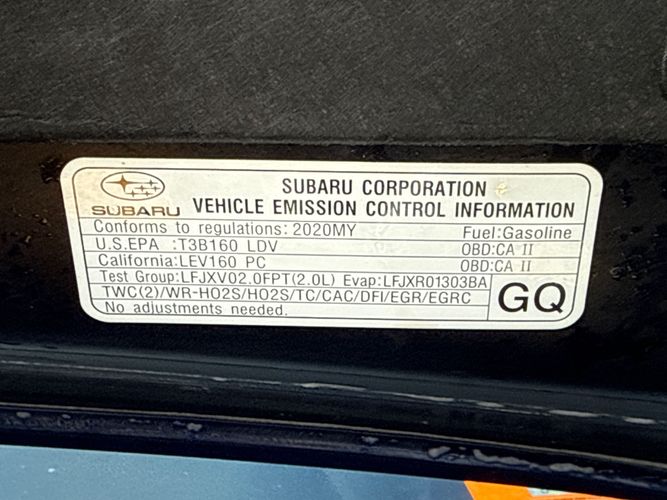 SUBARU CORPORATION
SUBARU VEHICLE EMISSION CONTROL INFORMATION
Conforms to regulations: 2020MY Fuel:Gasoline
U.S.EPA :T3B160 LDV OBD:CA II
California:LEV160 PC OBD:CA II
Test Group:LFJXV02.0FPT(2.0L) Evap:LFJXR01303BA
TWC(2)/WR-HO2S/HO2S/TC/CAC/DFI/EGR/EGRC GQ
No adjustments needed.